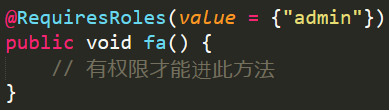 @RequiresRoles(value = {"admin"})
public void fa() {
    // 有权限才能进此方法
}